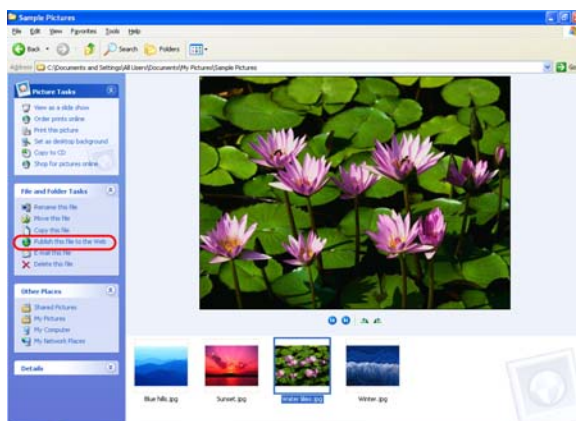 Sample Pictures
File Edit View Favorites Tools Help
Back Search Folders
Address C:\Documents and Settings\All Users\Documents\My Pictures\Sample Pictures Go
Picture Tasks
View as a slide show
Order prints online
Print this picture
Set as desktop background
Copy to CD
Shop for pictures online
File and Folder Tasks
Rename this file
Move this file
Copy this file
Publish this file to the Web
E-mail this file
Delete this file
Other Places
Shared Pictures
My Pictures
My Computer
My Network Places
Details
Blue hills.jpg Sunset.jpg Water lilies.jpg Winter.jpg